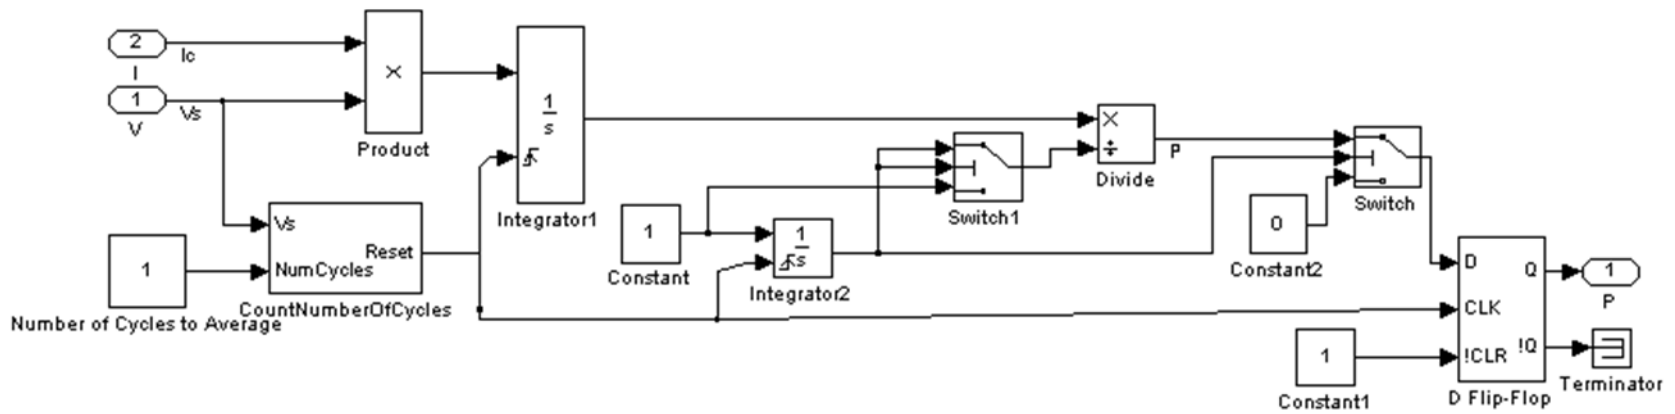 2
Ic
I
1
Vs
V
×
Product
1
s
Integrator1
Vs
NumCycles
Reset
CountNumberOfCycles
1
Number of Cycles to Average
1
Constant
1
s
Integrator2
Switch1
×
÷
Divide
P
0
Constant2
Switch
D
CLK
!CLR
Q
!Q
D Flip-Flop
1
P
Terminator
1
Constant1